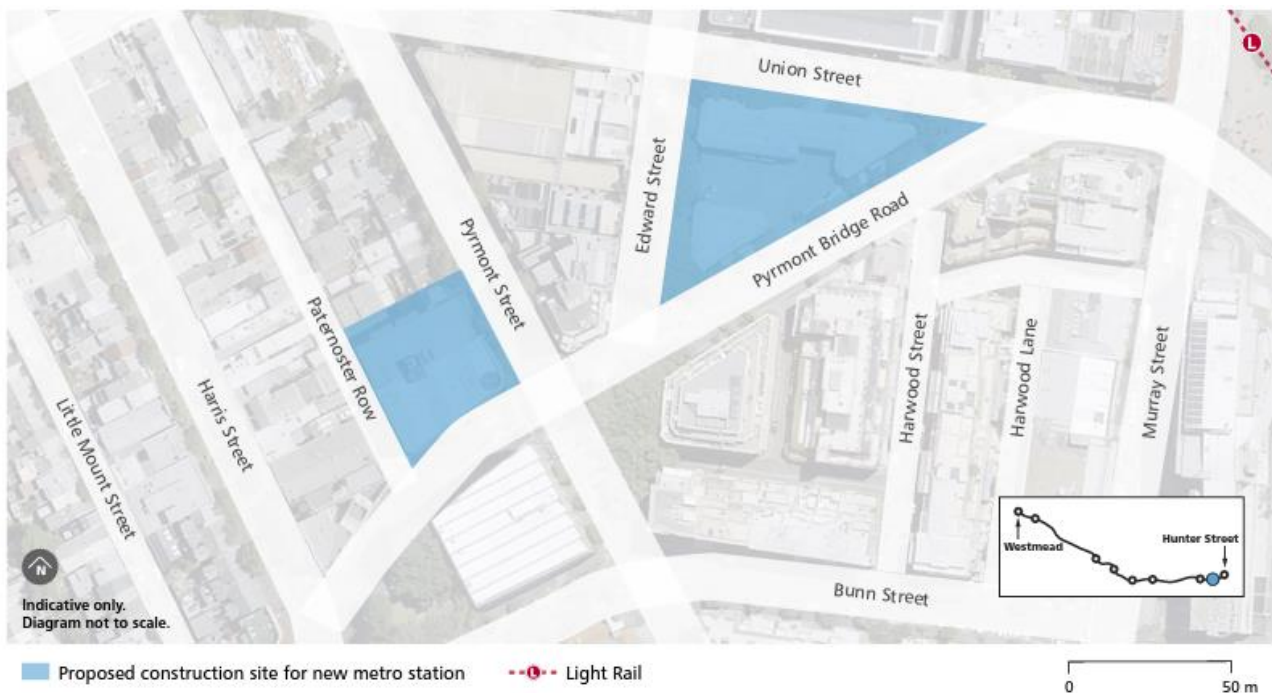 Union Street
Edward Street
Pyrmont Bridge Road
Pyrmont Street
Paternoster Row
Harris Street
Little Mount Street
Harwood Street
Harwood Lane
Murray Street
Bunn Street
L
Westmead
Hunter Street
N
Indicative only.
Diagram not to scale.
Proposed construction site for new metro station
L
Light Rail
0
50 m